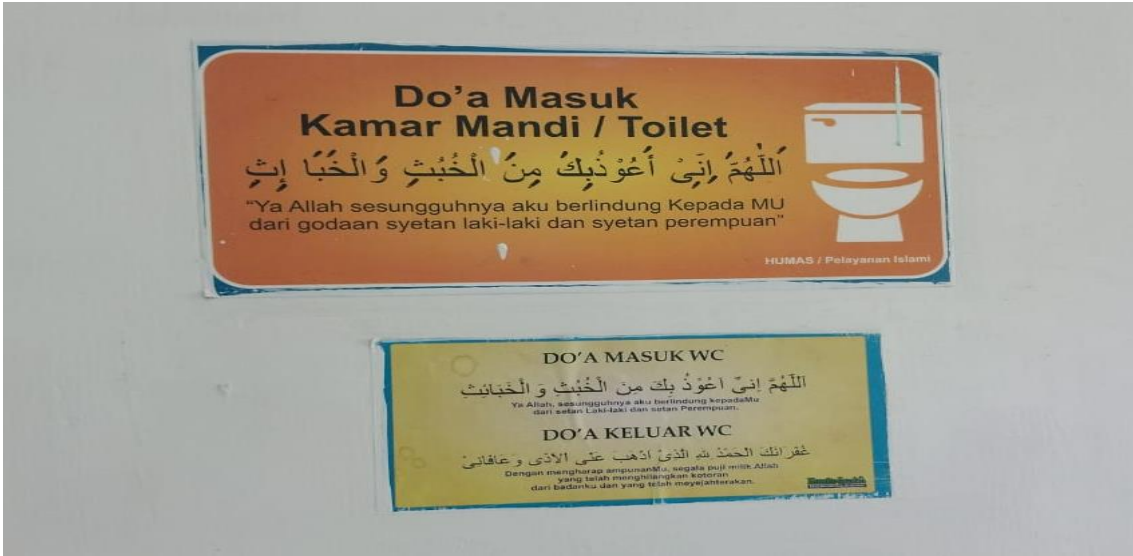 Do'a Masuk
Kamar Mandi / Toilet
اَللّٰهُمَّ اِنِّىْ أَعُوْذُبِكَ مِنَ الْخُبُثِ وَالْخَبَا إِثِ
"Ya Allah sesungguhnya aku berlindung Kepada MU
dari godaan syetan laki-laki dan syetan perempuan"
HUMAS / Pelayanan Islami
DO'A MASUK WC
اَللّٰهُمَّ اِنىِّ اَعُوْذُ بِكَ مِنَ الْخُبُثِ وَ الْخَبَائِثِ
Ya Allah, sesungguhnya aku berlindung kepadaMu
dari setan Laki-laki dan setan Perempuan.
DO'A KELUAR WC
غُفْرَانَكَ الْحَمْدُ لله الَّذِىْ اَذْهَبَ عَنِّى الْاَذَى وَعَافَانِىْ
Dengan mengharap ampunanMu, segala puji milik Allah
yang telah menghilangkan kotoran
dari badanku dan yang telah meyejahterakan.